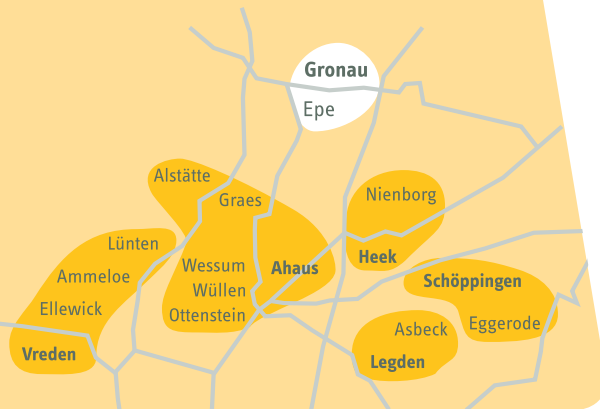 Gronau
Epe
Alstätte
Graes
Nienborg
Lünten
Heek
Wessum
Ahaus
Ammeloe
Schöppingen
Wüllen
Ellewick
Ottenstein
Asbeck
Eggerode
Vreden
Legden